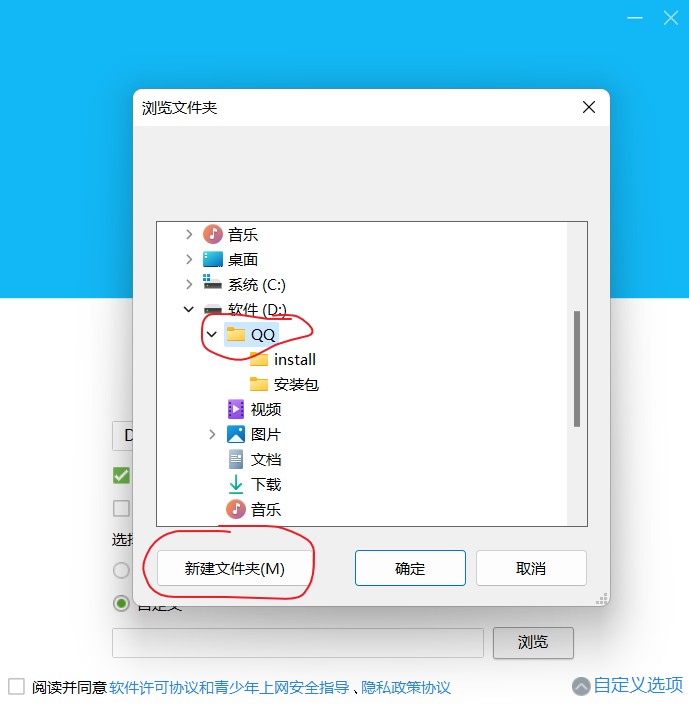 浏览文件夹
音乐
桌面
系统 (C:)
软件 (D:)
QQ
install
安装包
视频
图片
文档
下载
音乐
新建文件夹(M)
确定
取消
D
选择
自定义
浏览
阅读并同意软件许可协议和青少年上网安全指导、隐私政策协议
自定义选项